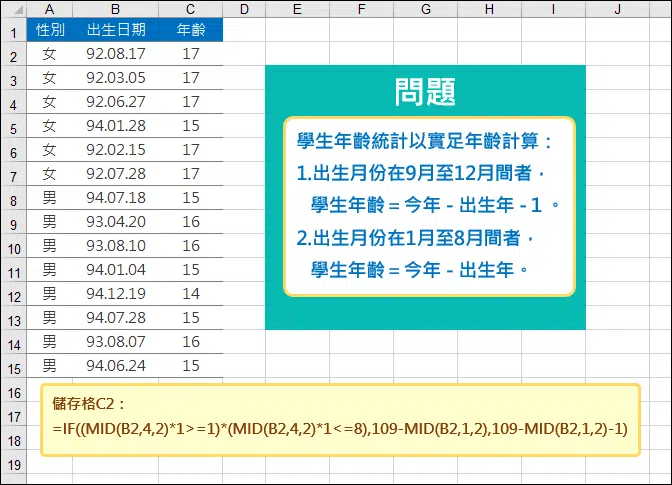 A B C D E F G H I J
1 性別 出生日期 年齡
2 女 92.08.17 17
3 女 92.03.05 17
4 女 92.06.27 17
5 女 94.01.28 15
6 女 92.02.15 17
7 女 92.07.28 17
8 男 94.07.18 15
9 男 93.04.20 16
10 男 93.08.10 16
11 男 94.01.04 15
12 男 94.12.19 14
13 男 94.07.28 15
14 男 93.08.07 16
15 男 94.06.24 15
16
17
18
19
問題
學生年齡統計以實足年齡計算：
1.出生月份在9月至12月間者，
學生年齡＝今年 - 出生年 - 1 。
2.出生月份在1月至8月間者，
學生年齡＝今年 - 出生年。
儲存格C2：
=IF((MID(B2,4,2)*1>=1)*(MID(B2,4,2)*1<=8),109-MID(B2,1,2),109-MID(B2,1,2)-1)